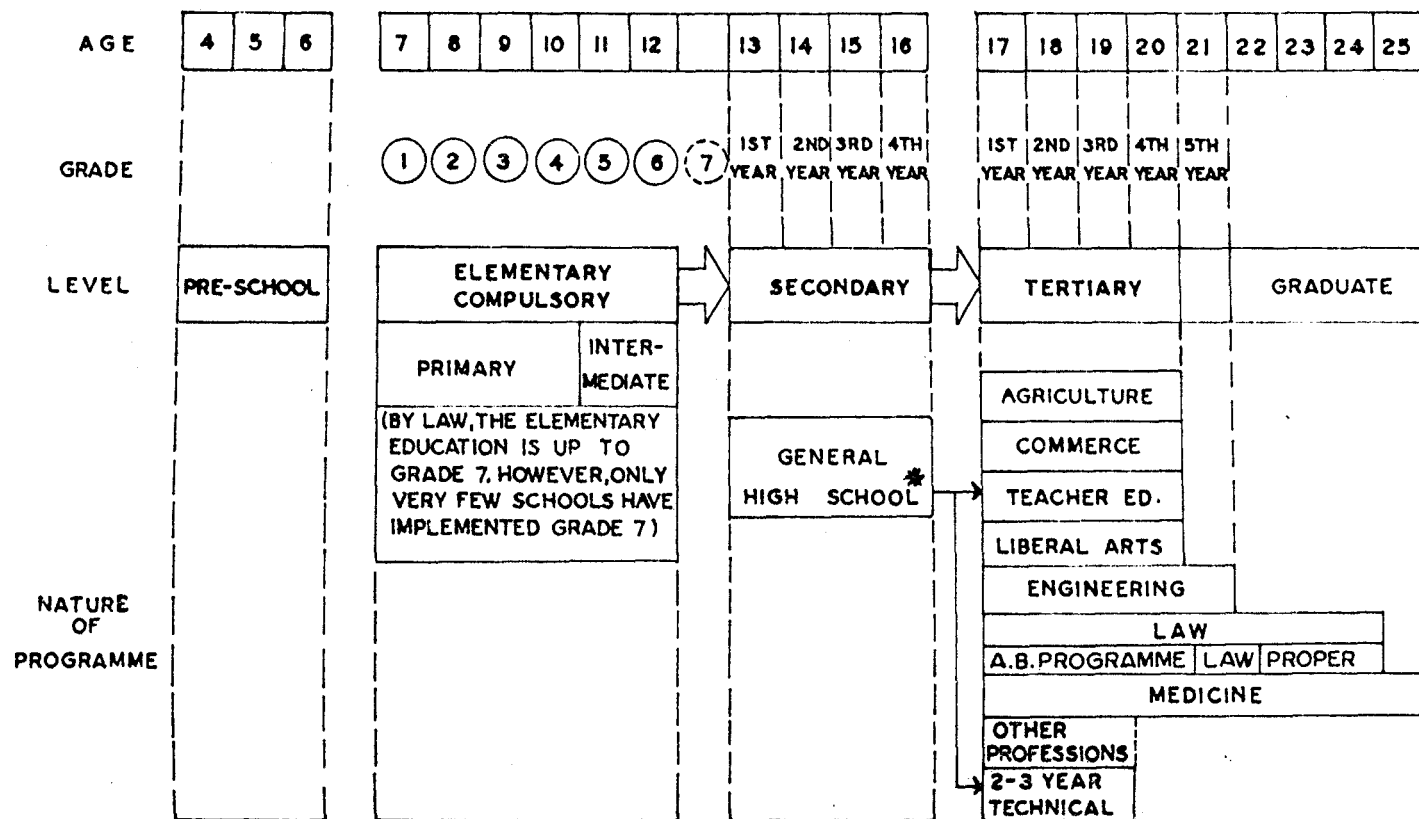 AGE 4 5 6 7 8 9 10 11 12 13 14 15 16 17 18 19 20 21 22 23 24 25
GRADE 1 2 3 4 5 6 7
1ST YEAR 2ND YEAR 3RD YEAR 4TH YEAR
1ST YEAR 2ND YEAR 3RD YEAR 4TH YEAR 5TH YEAR
LEVEL
PRE-SCHOOL
ELEMENTARY
COMPULSORY
SECONDARY
TERTIARY
GRADUATE
PRIMARY
INTER-
MEDIATE
(BY LAW, THE ELEMENTARY
EDUCATION IS UP TO
GRADE 7. HOWEVER, ONLY
VERY FEW SCHOOLS HAVE
IMPLEMENTED GRADE 7)
NATURE
OF
PROGRAMME
GENERAL
HIGH SCHOOL*
AGRICULTURE
COMMERCE
TEACHER ED.
LIBERAL ARTS
ENGINEERING
LAW
A.B. PROGRAMME LAW PROPER
MEDICINE
OTHER
PROFESSIONS
2-3 YEAR
TECHNICAL